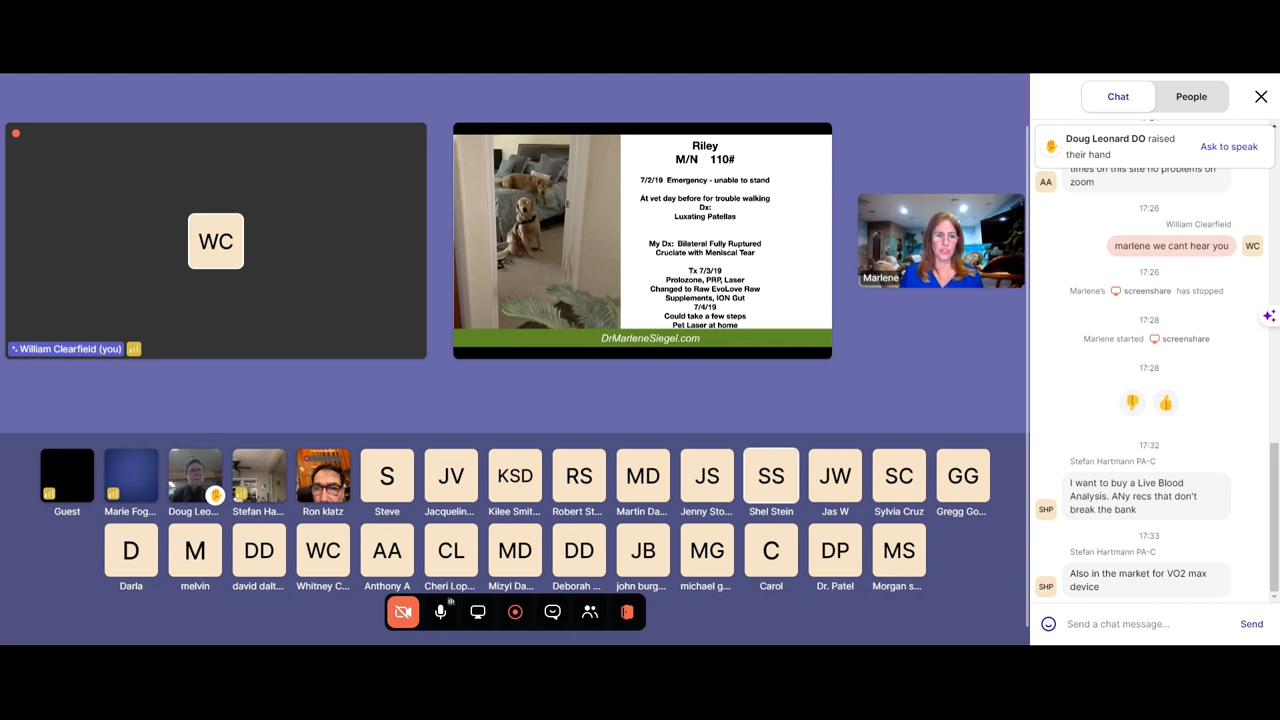 WC
William Clearfield (you)
Riley
M/N 110#
7/2/19 Emergency - unable to stand
At vet day before for trouble walking
Dx:
Luxating Patellas
My Dx: Bilateral Fully Ruptured
Cruciate with Meniscal Tear
Tx 7/3/19
Prolozone, PRP, Laser
Changed to Raw EvoLove Raw
Supplements, ION Gut
7/4/19
Could take a few steps
Pet Laser at home
DrMarleneSiegel.com
Marlene
S
JV
KSD
RS
MD
JS
SS
JW
SC
GG
Guest
Marie Fog...
Doug Leo...
Stefan Ha...
Ron klatz
Steve
Jacquelin...
Kilee Smit...
Robert St...
Martin Da...
Jenny Sto...
Shel Stein
Jas W
Sylvia Cruz
Gregg Go...
D
M
DD
WC
AA
CL
MD
DD
JB
MG
C
DP
MS
Darla
melvin
david dalt...
Whitney C...
Anthony A
Cheri Lop...
Mizyl Da...
Deborah ...
john burg...
michael g...
Carol
Dr. Patel
Morgan s...
Chat
People
Doug Leonard DO raised
their hand
Ask to speak
times on this site no problems on
zoom
AA
17:26
William Clearfield
marlene we cant hear you
WC
17:26
Marlene's screenshare has stopped
17:28
Marlene started screenshare
17:28
17:32
Stefan Hartmann PA-C
I want to buy a Live Blood
Analysis. ANy recs that don't
break the bank
SHP
17:33
Stefan Hartmann PA-C
Also in the market for VO2 max
device
SHP
Send a chat message...
Send